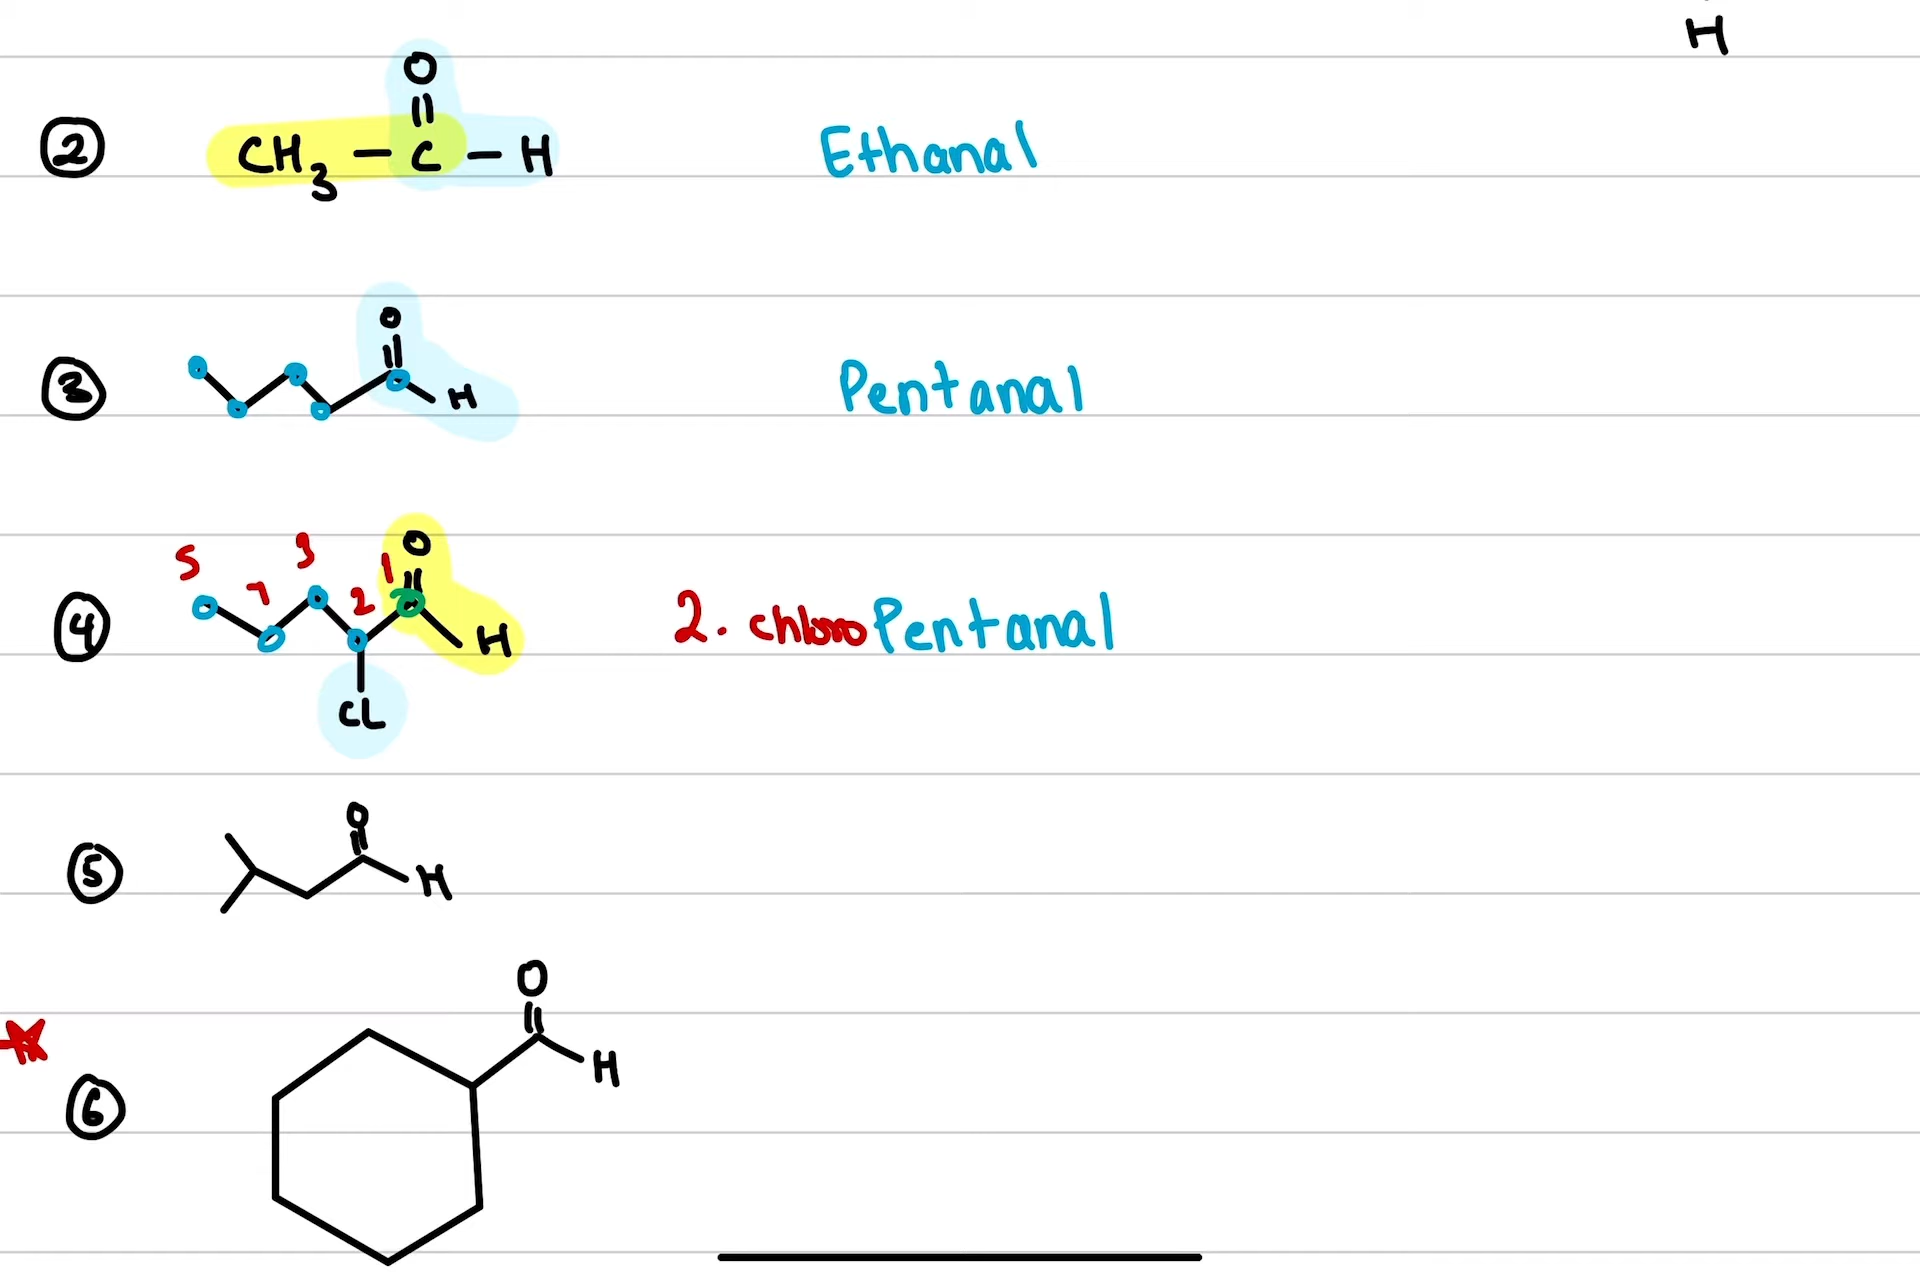 H
O
② CH3 - C - H Ethanal
O
③ H Pentanal
5 3 1 O
④ 4 2 H 2. chloro Pentanal
CL
O
⑤ H
O
H
⑥